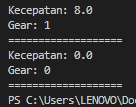 Kecepatan: 8.0
Gear: 1
====================
Kecepatan: 0.0
Gear: 0
====================
PS C:\Users\LENOVO\Do